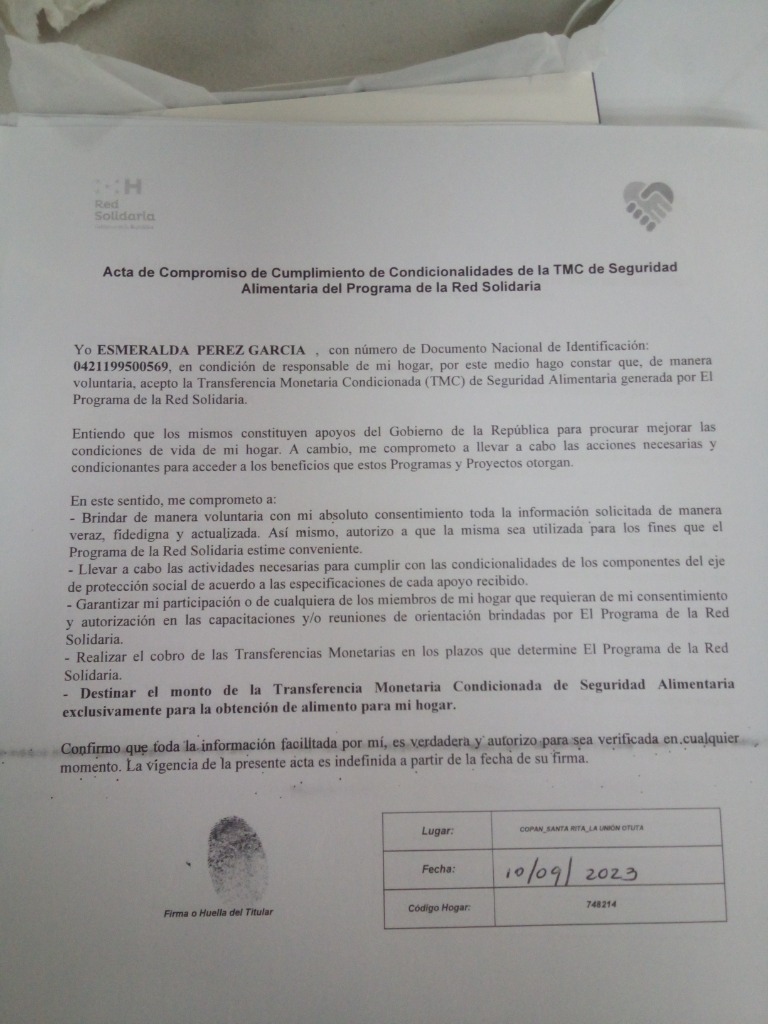 H
Red
Solidaria
Acta de Compromiso de Cumplimiento de Condicionalidades de la TMC de Seguridad
Alimentaria del Programa de la Red Solidaria
Yo ESMERALDA PEREZ GARCIA , con número de Documento Nacional de Identificación:
0421199500569, en condición de responsable de mi hogar, por este medio hago constar que, de manera
voluntaria, acepto la Transferencia Monetaria Condicionada (TMC) de Seguridad Alimentaria generada por El
Programa de la Red Solidaria.
Entiendo que los mismos constituyen apoyos del Gobierno de la República para procurar mejorar las
condiciones de vida de mi hogar. A cambio, me comprometo a llevar a cabo las acciones necesarias y
condicionantes para acceder a los beneficios que estos Programas y Proyectos otorgan.
En este sentido, me comprometo a:
- Brindar de manera voluntaria con mi absoluto consentimiento toda la información solicitada de manera
veraz, fidedigna y actualizada. Así mismo, autorizo a que la misma sea utilizada para los fines que el
Programa de la Red Solidaria estime conveniente.
- Llevar a cabo las actividades necesarias para cumplir con las condicionalidades de los componentes del eje
de protección social de acuerdo a las especificaciones de cada apoyo recibido.
- Garantizar mi participación o de cualquiera de los miembros de mi hogar que requieran de mi consentimiento
y autorización en las capacitaciones y/o reuniones de orientación brindadas por El Programa de la Red
Solidaria.
- Realizar el cobro de las Transferencias Monetarias en los plazos que determine El Programa de la Red
Solidaria.
- Destinar el monto de la Transferencia Monetaria Condicionada de Seguridad Alimentaria
exclusivamente para la obtención de alimento para mi hogar.
Confirmo que toda la información facilitada por mí, es verdadera y autorizo para sea verificada en cualquier
momento. La vigencia de la presente acta es indefinida a partir de la fecha de su firma.
Lugar: COPAN_SANTA RITA_LA UNIÓN OTUTA
Fecha: 10/09/2023
Código Hogar: 748214
Firma o Huella del Titular